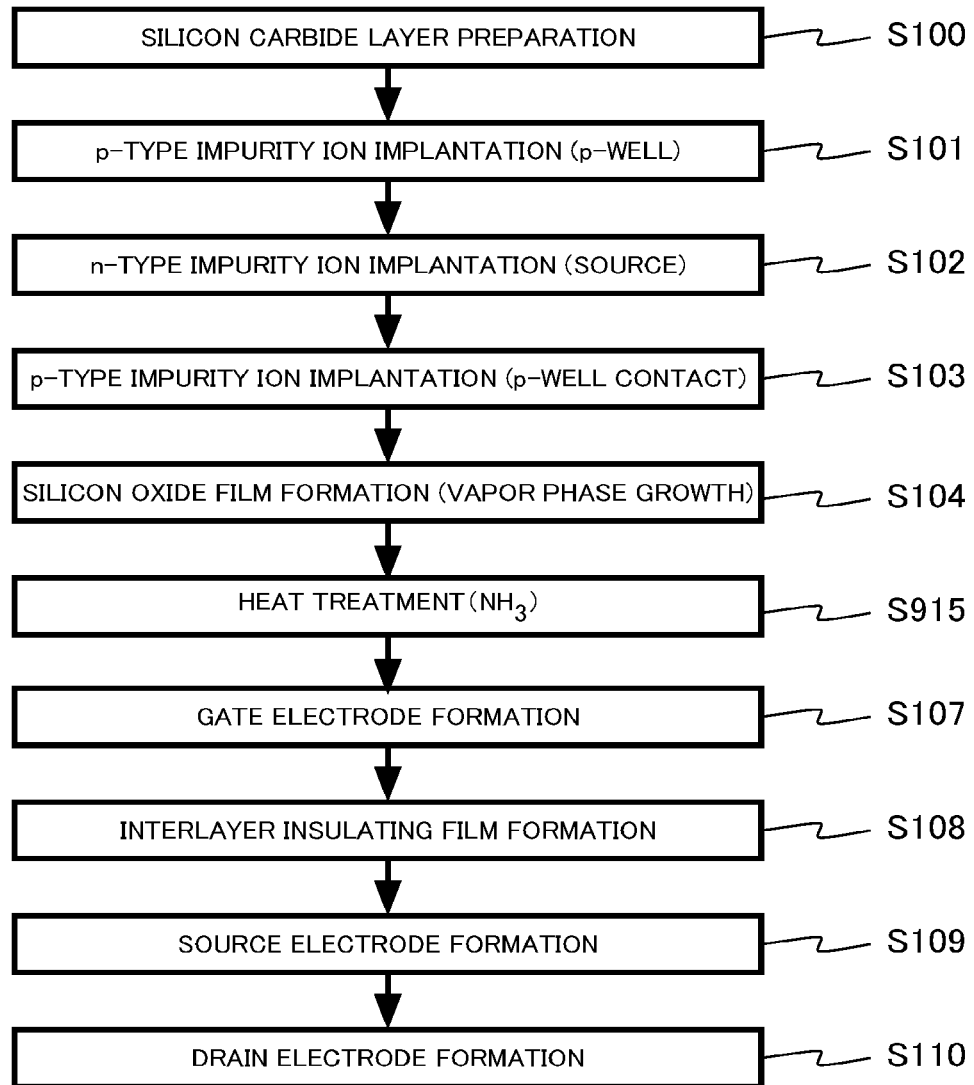 SILICON CARBIDE LAYER PREPARATION S100
p-TYPE IMPURITY ION IMPLANTATION (p-WELL) S101
n-TYPE IMPURITY ION IMPLANTATION (SOURCE) S102
p-TYPE IMPURITY ION IMPLANTATION (p-WELL CONTACT) S103
SILICON OXIDE FILM FORMATION (VAPOR PHASE GROWTH) S104
HEAT TREATMENT (NH3) S915
GATE ELECTRODE FORMATION S107
INTERLAYER INSULATING FILM FORMATION S108
SOURCE ELECTRODE FORMATION S109
DRAIN ELECTRODE FORMATION S110